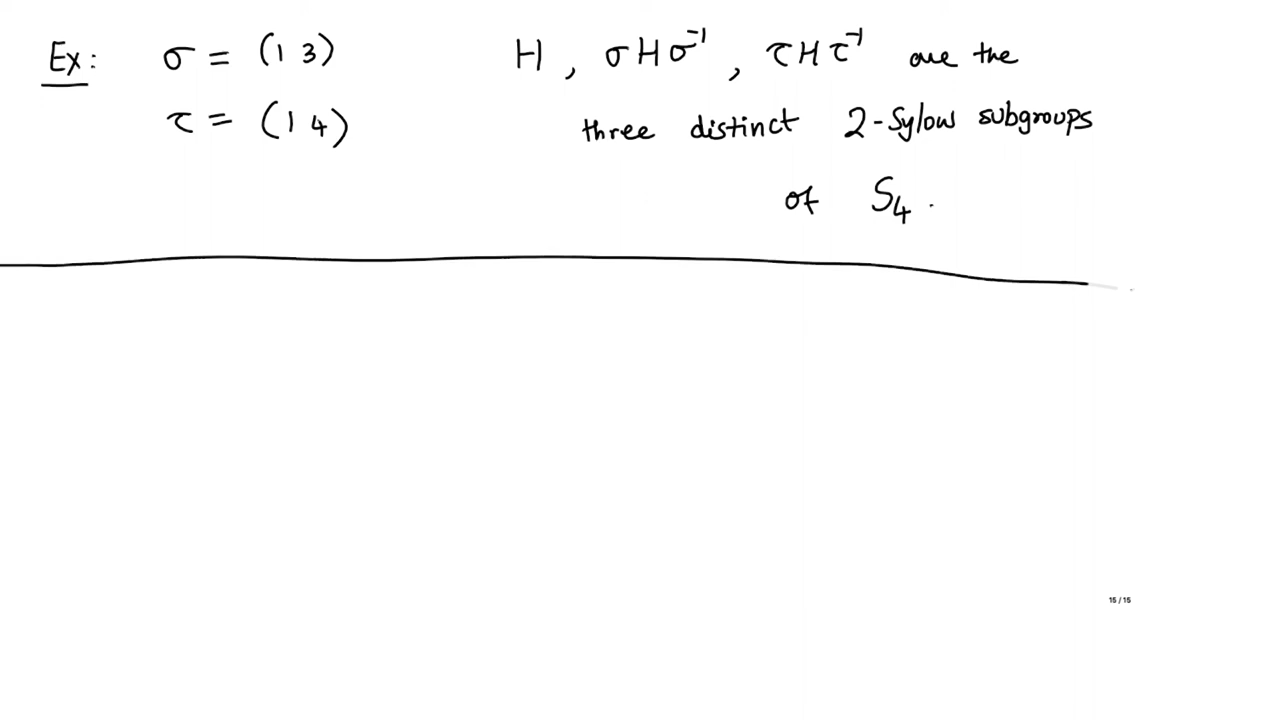 Ex: σ = (1 3) H, σHσ⁻¹, τHτ⁻¹ are the
τ = (1 4) three distinct 2-Sylow subgroups
of S₄.
15 / 15